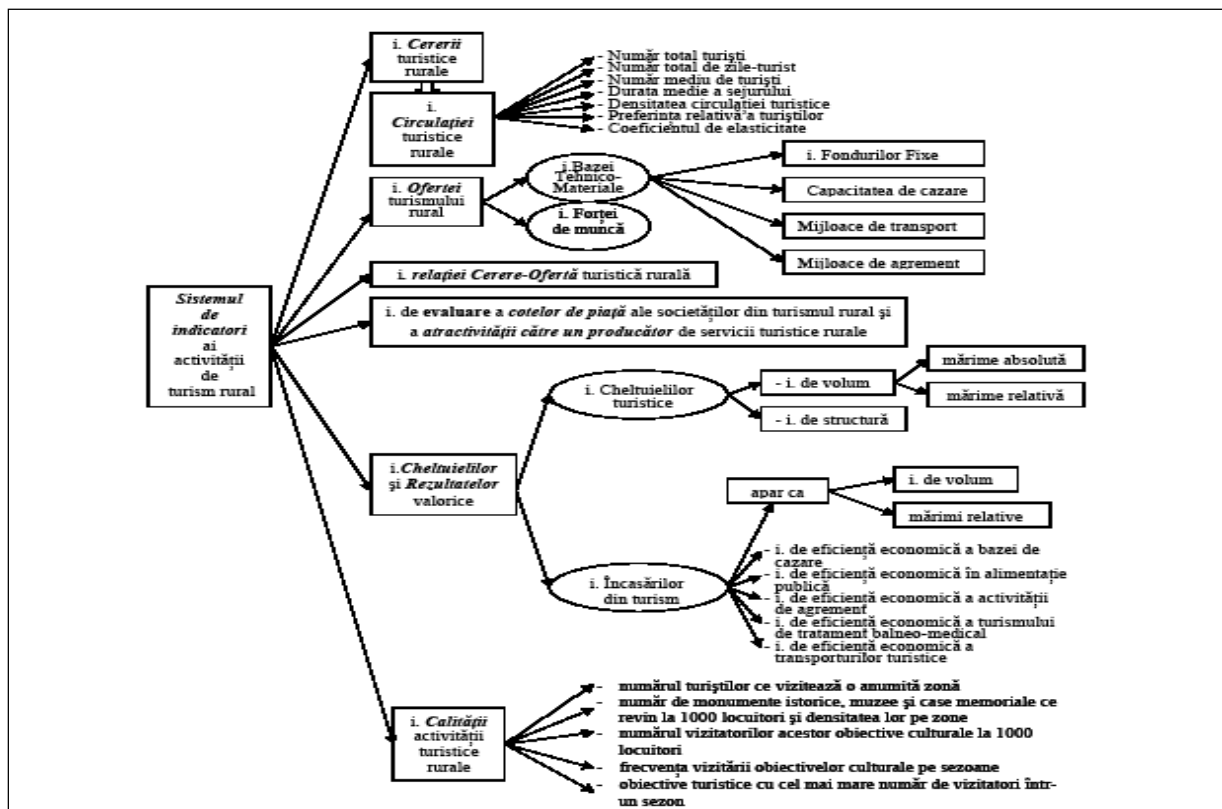 Sistemul
de
indicatori
ai
activității
de
turism rural
i. Cererii
turistice
rurale
i.
Circulației
turistice
rurale
- Număr total turiști
- Număr total de zile-turist
- Număr mediu de turiști
- Durata medie a sejurului
- Densitatea circulației turistice
- Preferința relativă a turiștilor
- Coeficientul de elasticitate
i. Ofertei
turismului
rural
i.Bazei
Tehnico-
Materiale
i. Forței
de muncă
i. Fondurilor Fixe
Capacitatea de cazare
Mijloace de transport
Mijloace de agrement
i. relației Cerere-Ofertă turistică rurală
i. de evaluare a cotelor de piață ale societăților din turismul rural și
a atractivității către un producător de servicii turistice rurale
i.Cheltuielilor
și Rezultatelor
valorice
i. Cheltuielilor
turistice
- i. de volum
- i. de structură
mărime absolută
mărime relativă
i. Încasărilor
din turism
apar ca
i. de volum
mărimi relative
- i. de eficiență economică a bazei de
cazare
- i. de eficiență economică în alimentație
publică
- i. de eficiență economică a activității
de agrement
- i. de eficiență economică a turismului
de tratament balneo-medical
- i. de eficiență economică a
transporturilor turistice
i. Calității
activității
turistice
rurale
- numărul turiștilor ce vizitează o anumită zonă
- număr de monumente istorice, muzee și case memoriale ce
revin la 1000 locuitori și densitatea lor pe zone
- numărul vizitatorilor acestor obiective culturale la 1000
locuitori
- frecvența vizitării obiectivelor culturale pe sezoane
- obiective turistice cu cel mai mare număr de vizitatori într-
un sezon